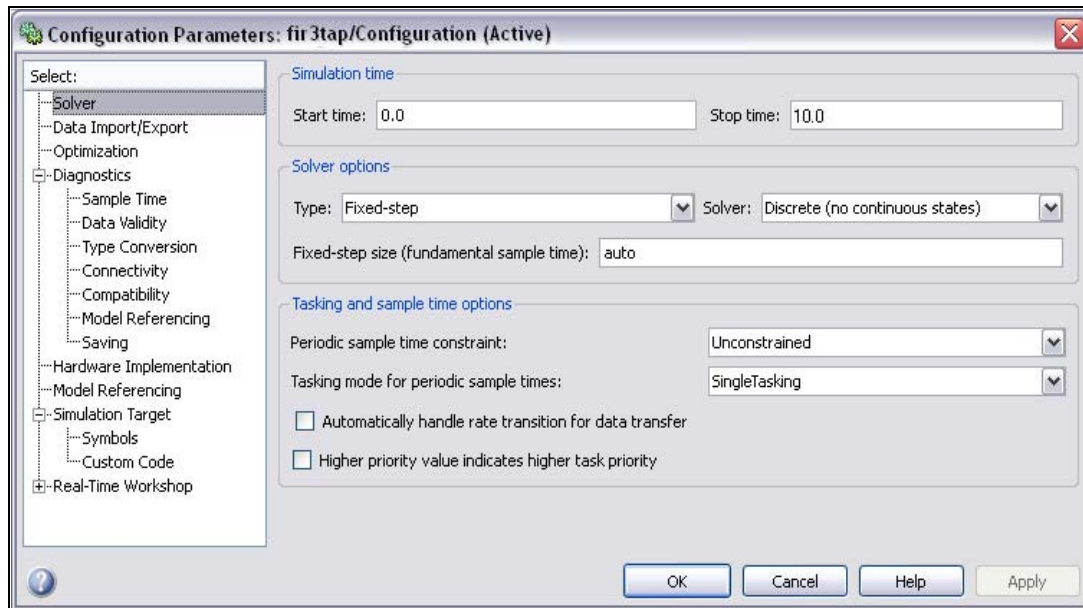 Configuration Parameters: fir3tap/Configuration (Active)
Select:
Solver
Data Import/Export
Optimization
Diagnostics
Sample Time
Data Validity
Type Conversion
Connectivity
Compatibility
Model Referencing
Saving
Hardware Implementation
Model Referencing
Simulation Target
Symbols
Custom Code
Real-Time Workshop
Simulation time
Start time: 0.0 Stop time: 10.0
Solver options
Type: Fixed-step Solver: Discrete (no continuous states)
Fixed-step size (fundamental sample time): auto
Tasking and sample time options
Periodic sample time constraint: Unconstrained
Tasking mode for periodic sample times: SingleTasking
Automatically handle rate transition for data transfer
Higher priority value indicates higher task priority
OK Cancel Help Apply